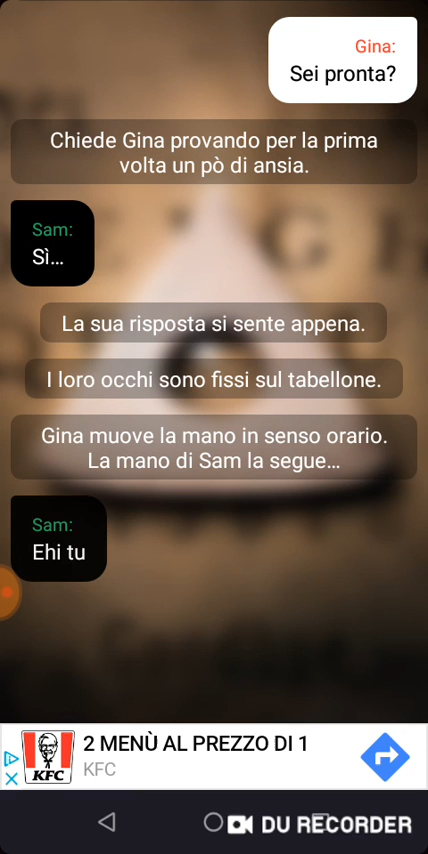 Gina:
Sei pronta?
Chiede Gina provando per la prima
volta un pò di ansia.
Sam:
Sì...
La sua risposta si sente appena.
I loro occhi sono fissi sul tabellone.
Gina muove la mano in senso orario.
La mano di Sam la segue...
Sam:
Ehi tu
2 MENÙ AL PREZZO DI 1
KFC
KFC
DU RECORDER